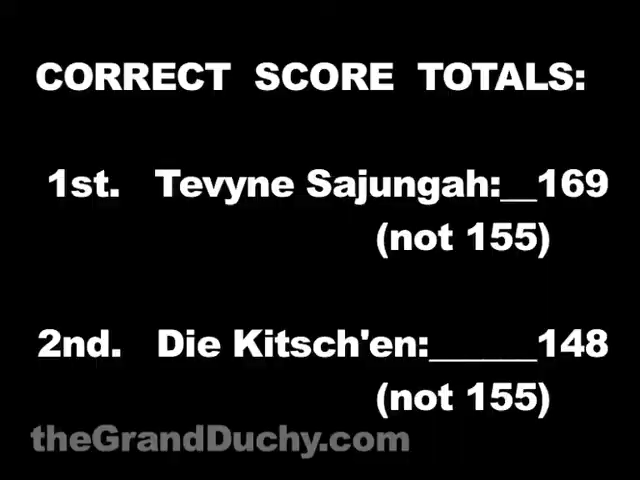 CORRECT SCORE TOTALS:
1st. Tevyne Sajungah:__169
(not 155)
2nd. Die Kitsch'en:______148
(not 155)
theGrandDuchy.com